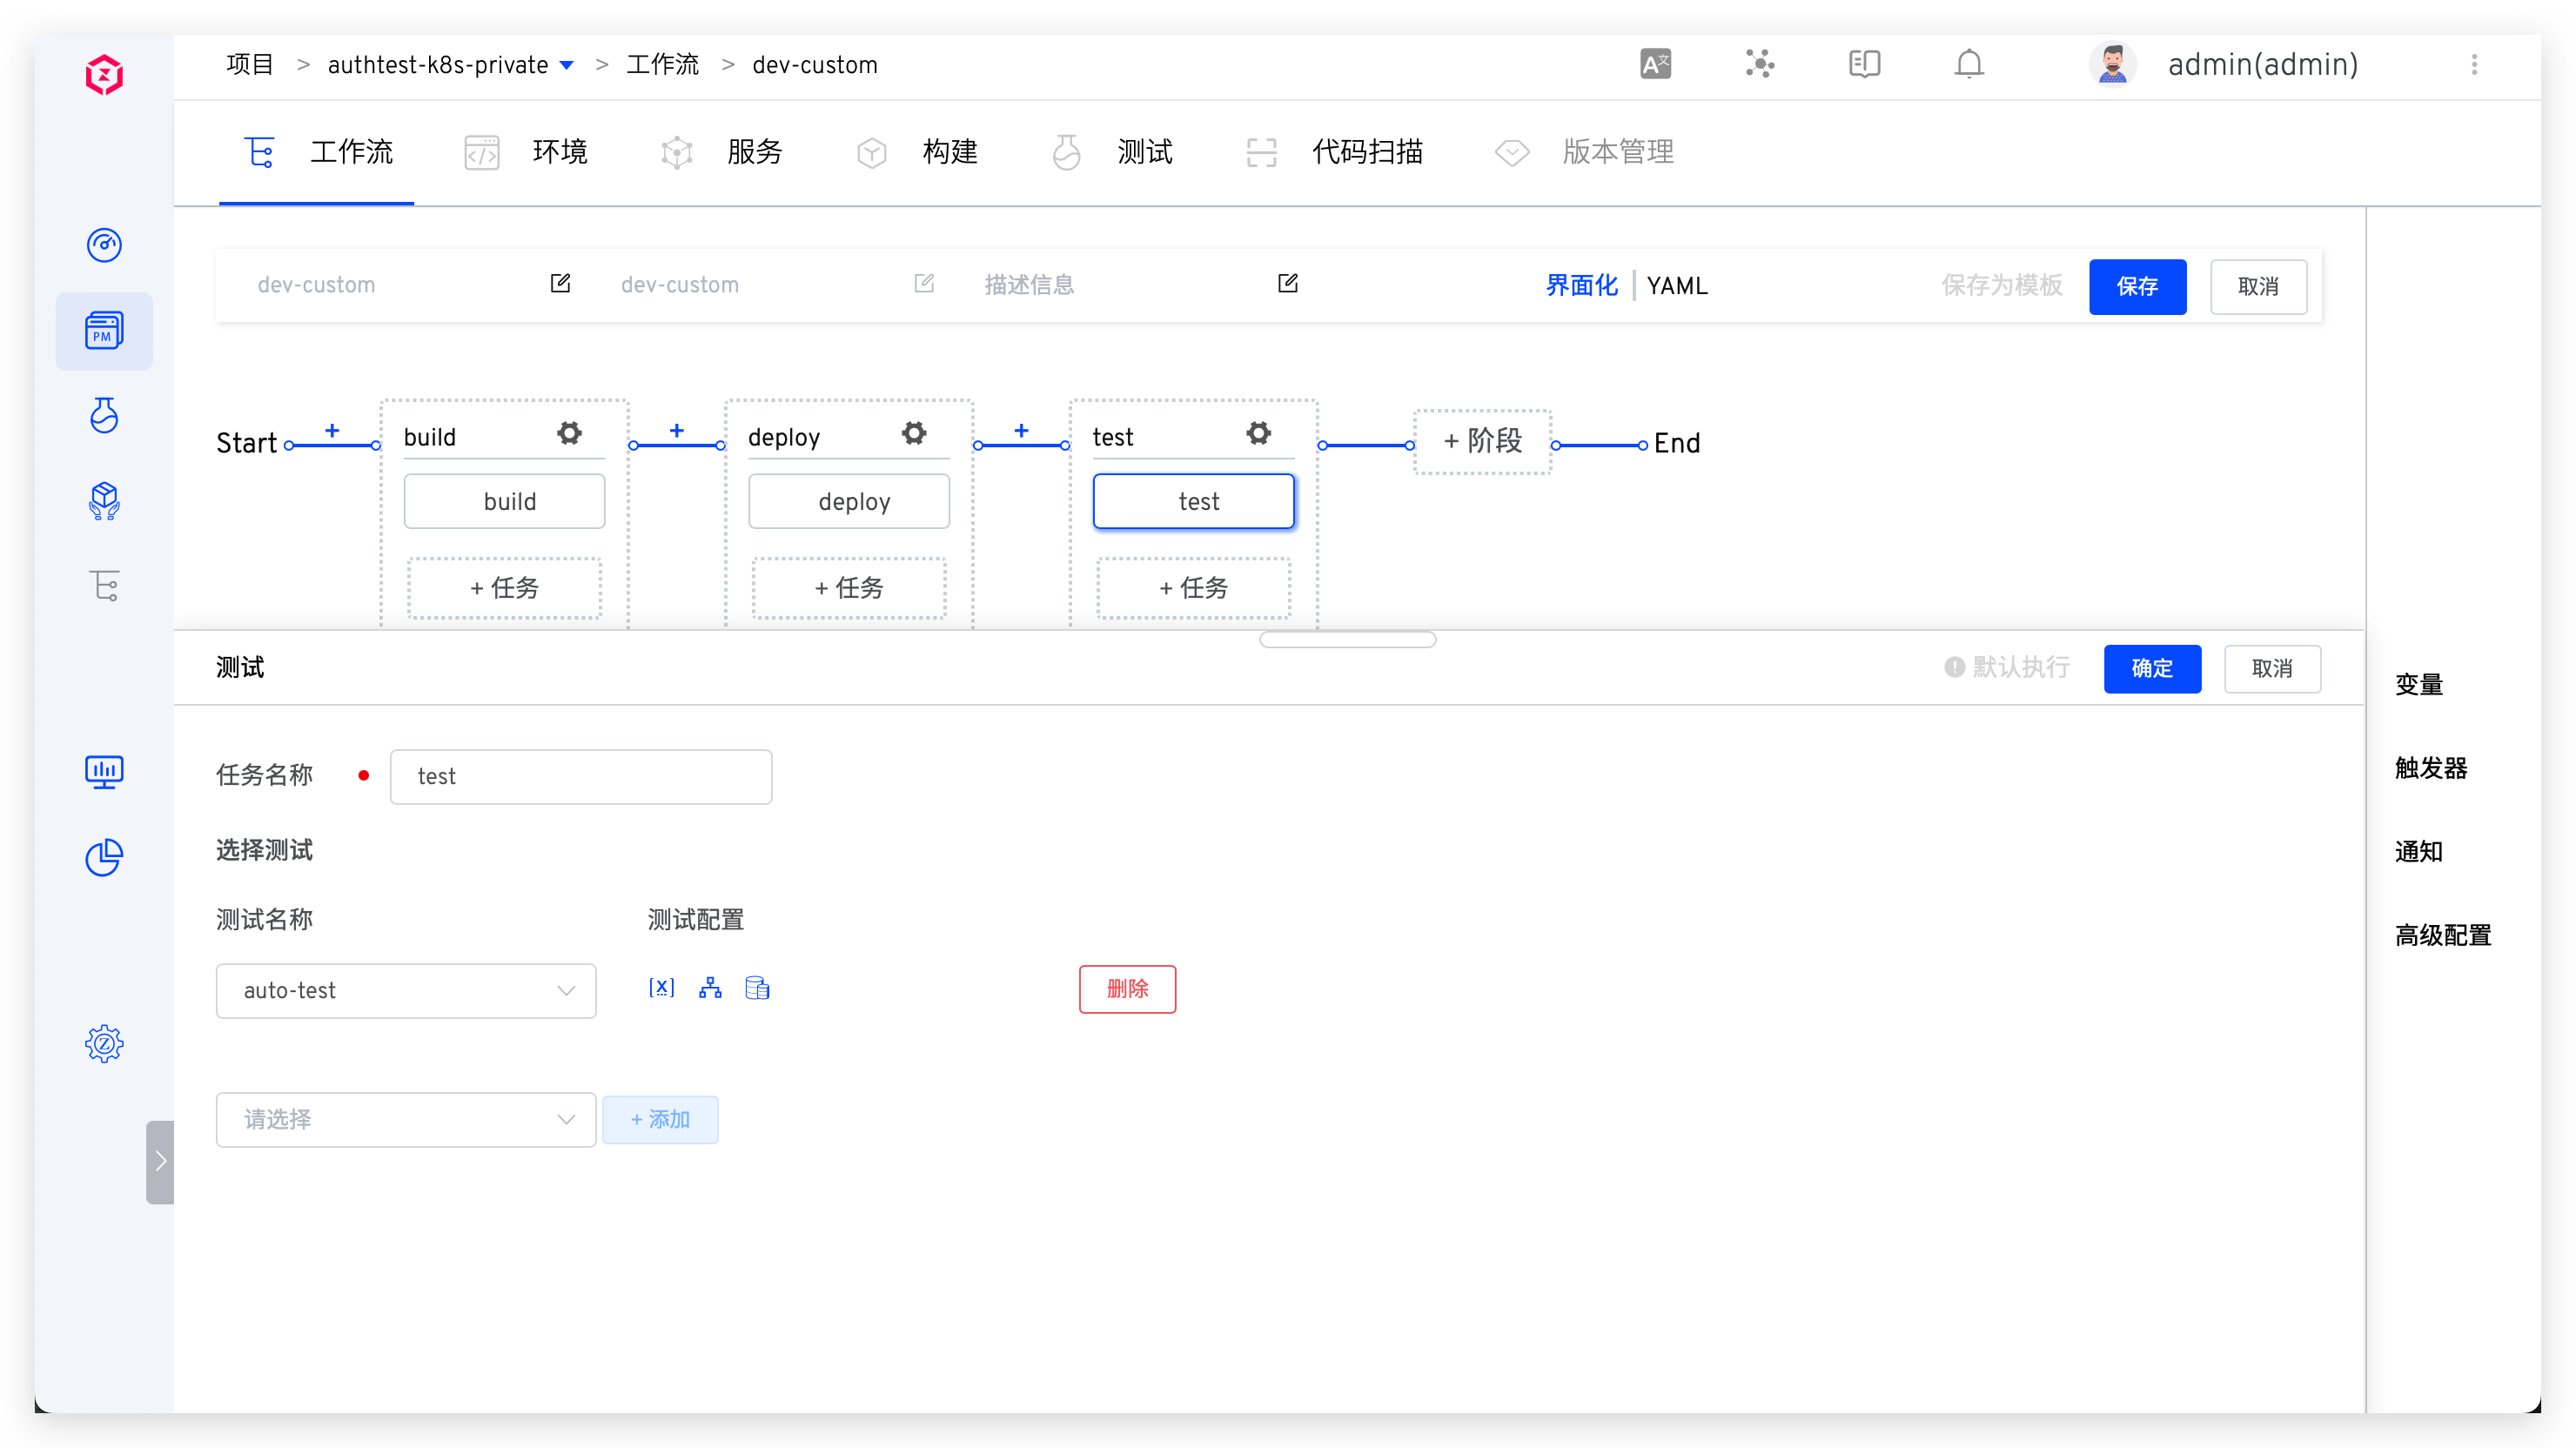 项目 > authtest-k8s-private > 工作流 > dev-custom
admin(admin)
工作流 环境 服务 构建 测试 代码扫描 版本管理
PM
dev-custom dev-custom 描述信息 界面化 YAML 保存为模板 保存 取消
Start + build + deploy + test + 阶段 End
build deploy test
+ 任务 + 任务 + 任务
测试 默认执行 确定 取消
任务名称 test
选择测试
测试名称 测试配置
auto-test 删除
请选择 + 添加
变量
触发器
通知
高级配置